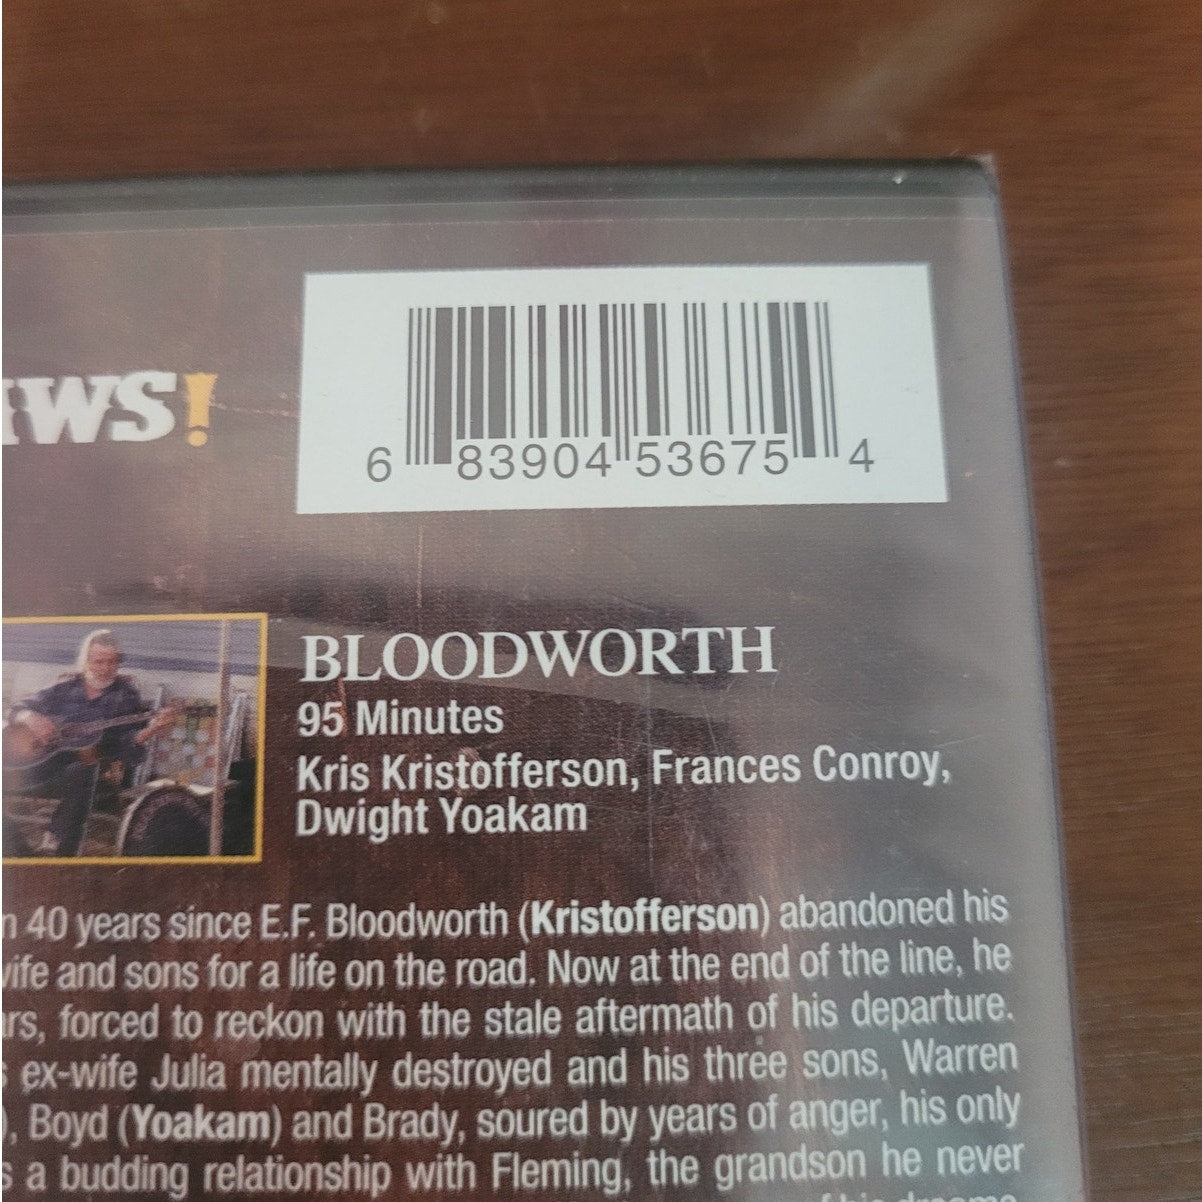 WS!
6 83904 53675 4
BLOODWORTH
95 Minutes
Kris Kristofferson, Frances Conroy,
Dwight Yoakam
40 years since E.F. Bloodworth (Kristofferson) abandoned his
and sons for a life on the road. Now at the end of the line, he
forced to reckon with the stale aftermath of his departure.
ex-wife Julia mentally destroyed and his three sons, Warren
), Boyd (Yoakam) and Brady, soured by years of anger, his only
a budding relationship with Fleming, the grandson he never